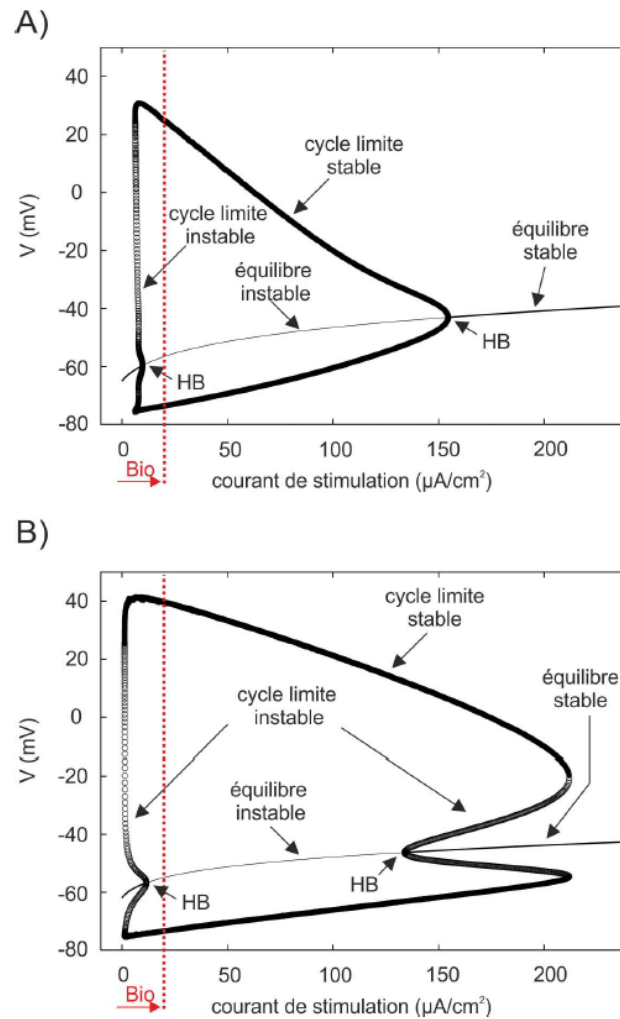 A)
40
20
0
-20
-40
-60
-80
V (mV)
cycle limite
stable
cycle limite
instable
équilibre
instable
équilibre
stable
HB
HB
0
50
100
150
200
Bio
courant de stimulation (µA/cm²)
B)
40
20
0
-20
-40
-60
-80
V (mV)
cycle limite
stable
cycle limite
instable
équilibre
stable
équilibre
instable
HB
HB
0
50
100
150
200
Bio
courant de stimulation (µA/cm²)